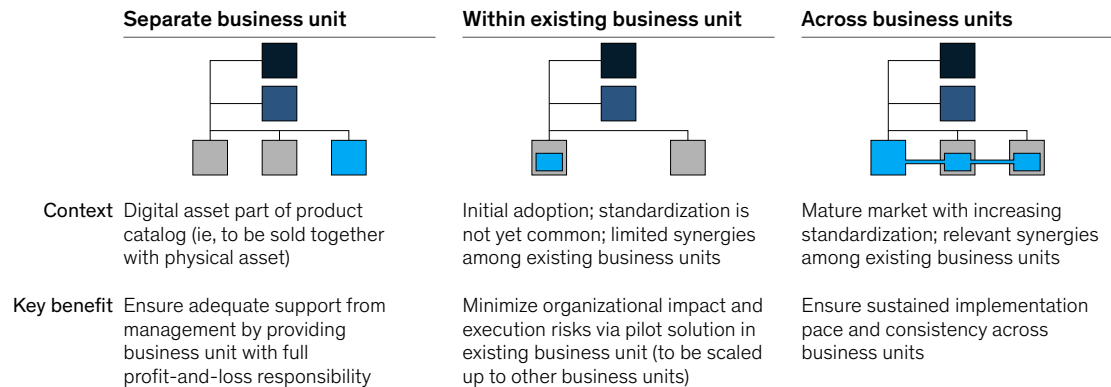 Separate business unit
Within existing business unit
Across business units
Context
Digital asset part of product
catalog (ie, to be sold together
with physical asset)
Initial adoption; standardization is
not yet common; limited synergies
among existing business units
Mature market with increasing
standardization; relevant synergies
among existing business units
Key benefit
Ensure adequate support from
management by providing
business unit with full
profit-and-loss responsibility
Minimize organizational impact and
execution risks via pilot solution in
existing business unit (to be scaled
up to other business units)
Ensure sustained implementation
pace and consistency across
business units